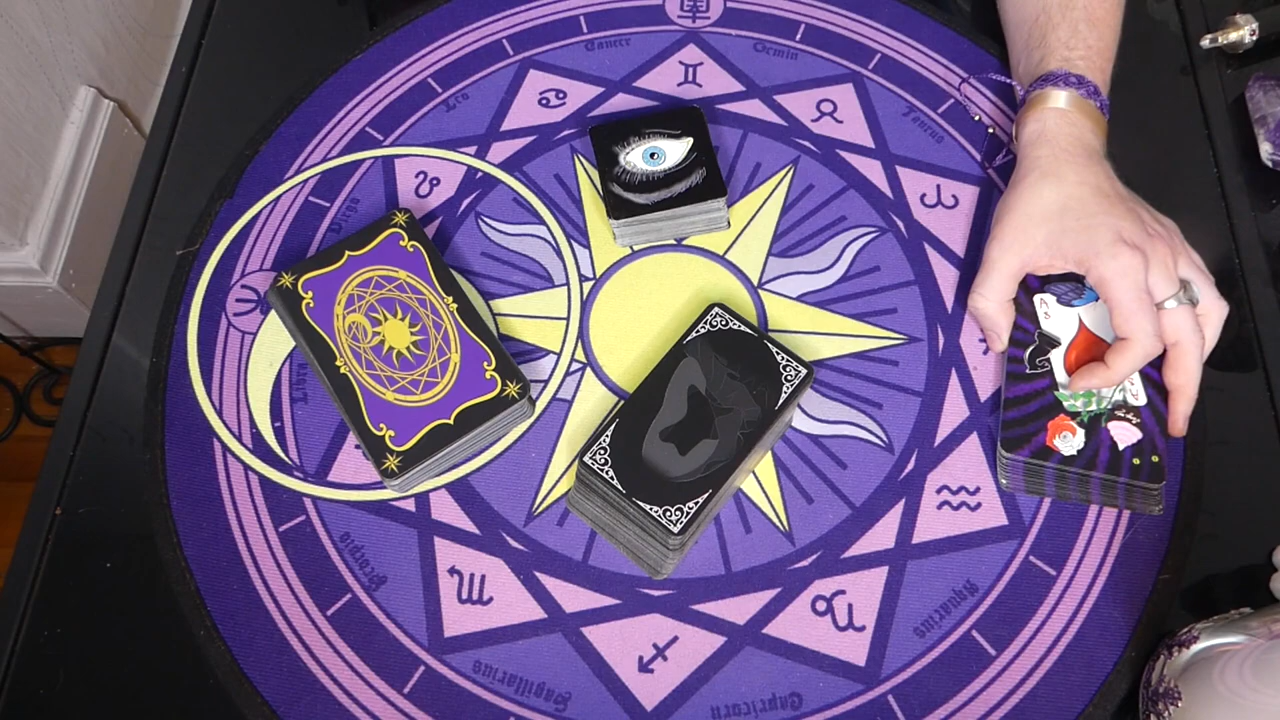 Cancer
Gemini
Leo
Taurus
Virgo
Libra
Scorpio
Aquarius
Sagittarius
Capricorn